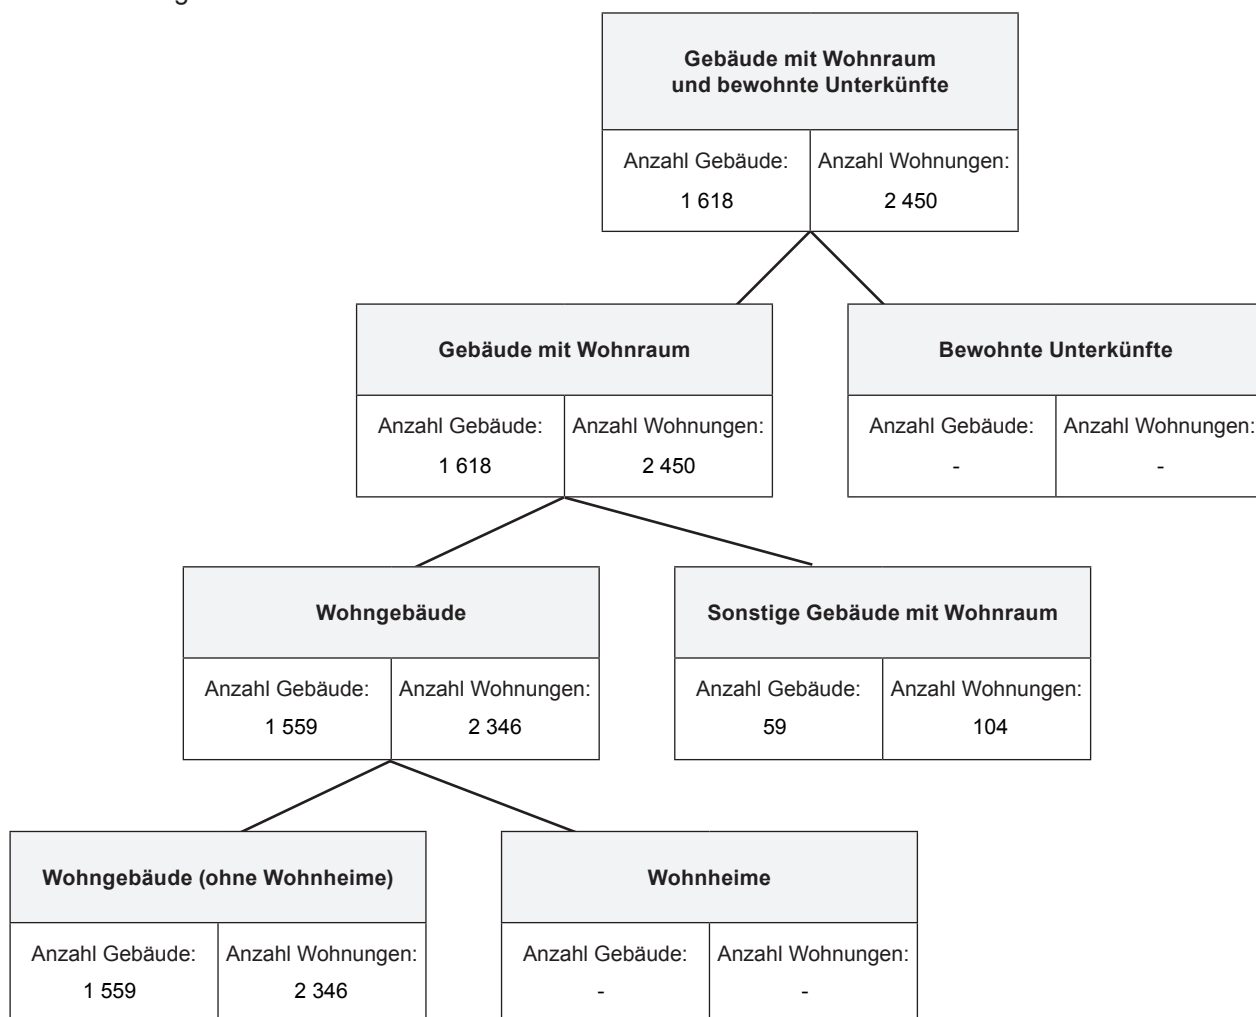 Gebäude mit Wohnraum
und bewohnte Unterkünfte
Anzahl Gebäude: Anzahl Wohnungen:
1 618 2 450
Gebäude mit Wohnraum Bewohnte Unterkünfte
Anzahl Gebäude: Anzahl Wohnungen: Anzahl Gebäude: Anzahl Wohnungen:
1 618 2 450 - -
Wohngebäude Sonstige Gebäude mit Wohnraum
Anzahl Gebäude: Anzahl Wohnungen: Anzahl Gebäude: Anzahl Wohnungen:
1 559 2 346 59 104
Wohngebäude (ohne Wohnheime) Wohnheime
Anzahl Gebäude: Anzahl Wohnungen: Anzahl Gebäude: Anzahl Wohnungen:
1 559 2 346 - -